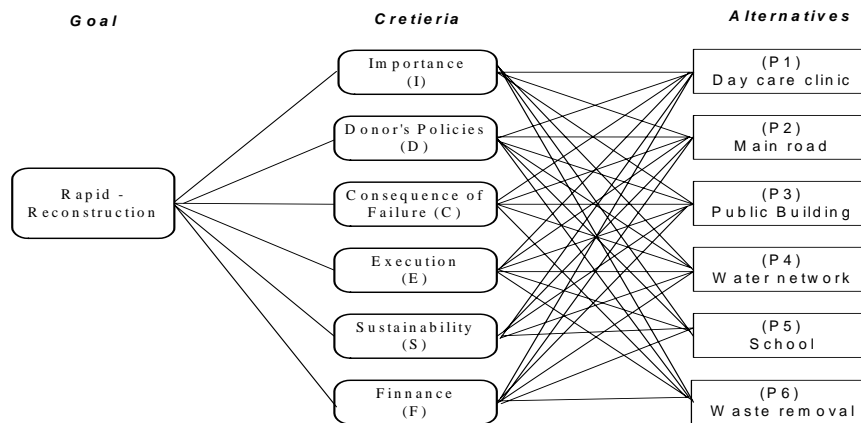 Goal
Cretieria
Alternatives
Rapid -
Reconstruction
Importance
(I)
Donor's Policies
(D)
Consequence of
Failure (C)
Execution
(E)
Sustainability
(S)
Finnance
(F)
(P1)
Day care clinic
(P2)
Main road
(P3)
Public Building
(P4)
Water network
(P5)
School
(P6)
Waste removal